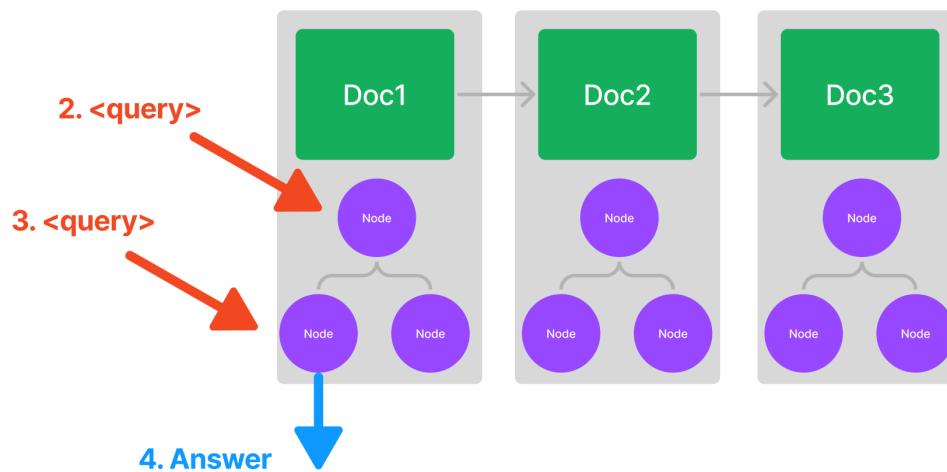 Doc1
Doc2
Doc3
2. <query>
Node
Node
Node
3. <query>
Node
Node
Node
Node
Node
Node
4. Answer